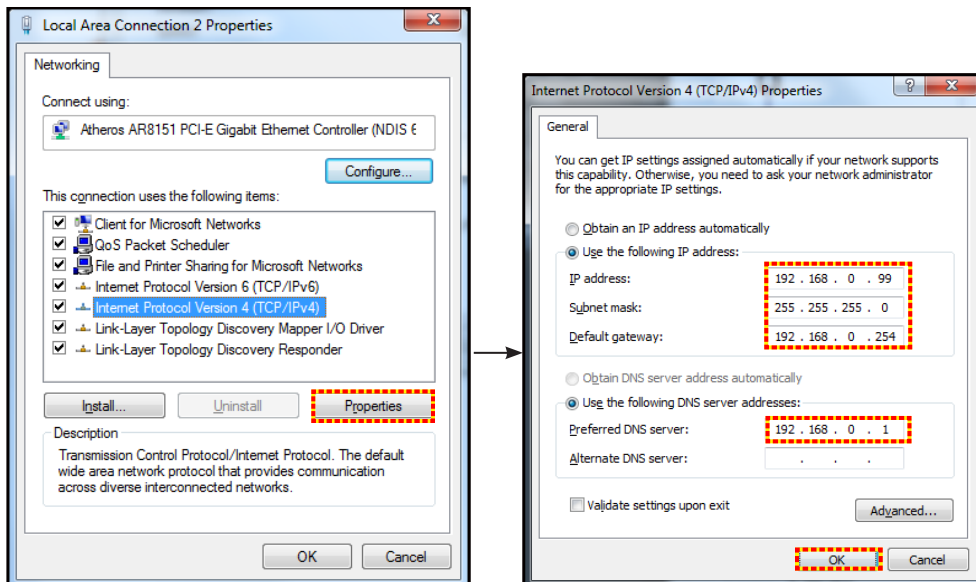 Local Area Connection 2 Properties
Networking
Connect using:
Atheros AR8151 PCI-E Gigabit Ethernet Controller (NDIS 6
Configure...
This connection uses the following items:
Client for Microsoft Networks
QoS Packet Scheduler
File and Printer Sharing for Microsoft Networks
Internet Protocol Version 6 (TCP/IPv6)
Internet Protocol Version 4 (TCP/IPv4)
Link-Layer Topology Discovery Mapper I/O Driver
Link-Layer Topology Discovery Responder
Install...
Uninstall
Properties
Description
Transmission Control Protocol/Internet Protocol. The default
wide area network protocol that provides communication
across diverse interconnected networks.
OK
Cancel
Internet Protocol Version 4 (TCP/IPv4) Properties
General
You can get IP settings assigned automatically if your network supports
this capability. Otherwise, you need to ask your network administrator
for the appropriate IP settings.
Obtain an IP address automatically
Use the following IP address:
IP address: 192 . 168 . 0 . 99
Subnet mask: 255 . 255 . 255 . 0
Default gateway: 192 . 168 . 0 . 254
Obtain DNS server address automatically
Use the following DNS server addresses:
Preferred DNS server: 192 . 168 . 0 . 1
Alternate DNS server: . . .
Validate settings upon exit
Advanced...
OK
Cancel